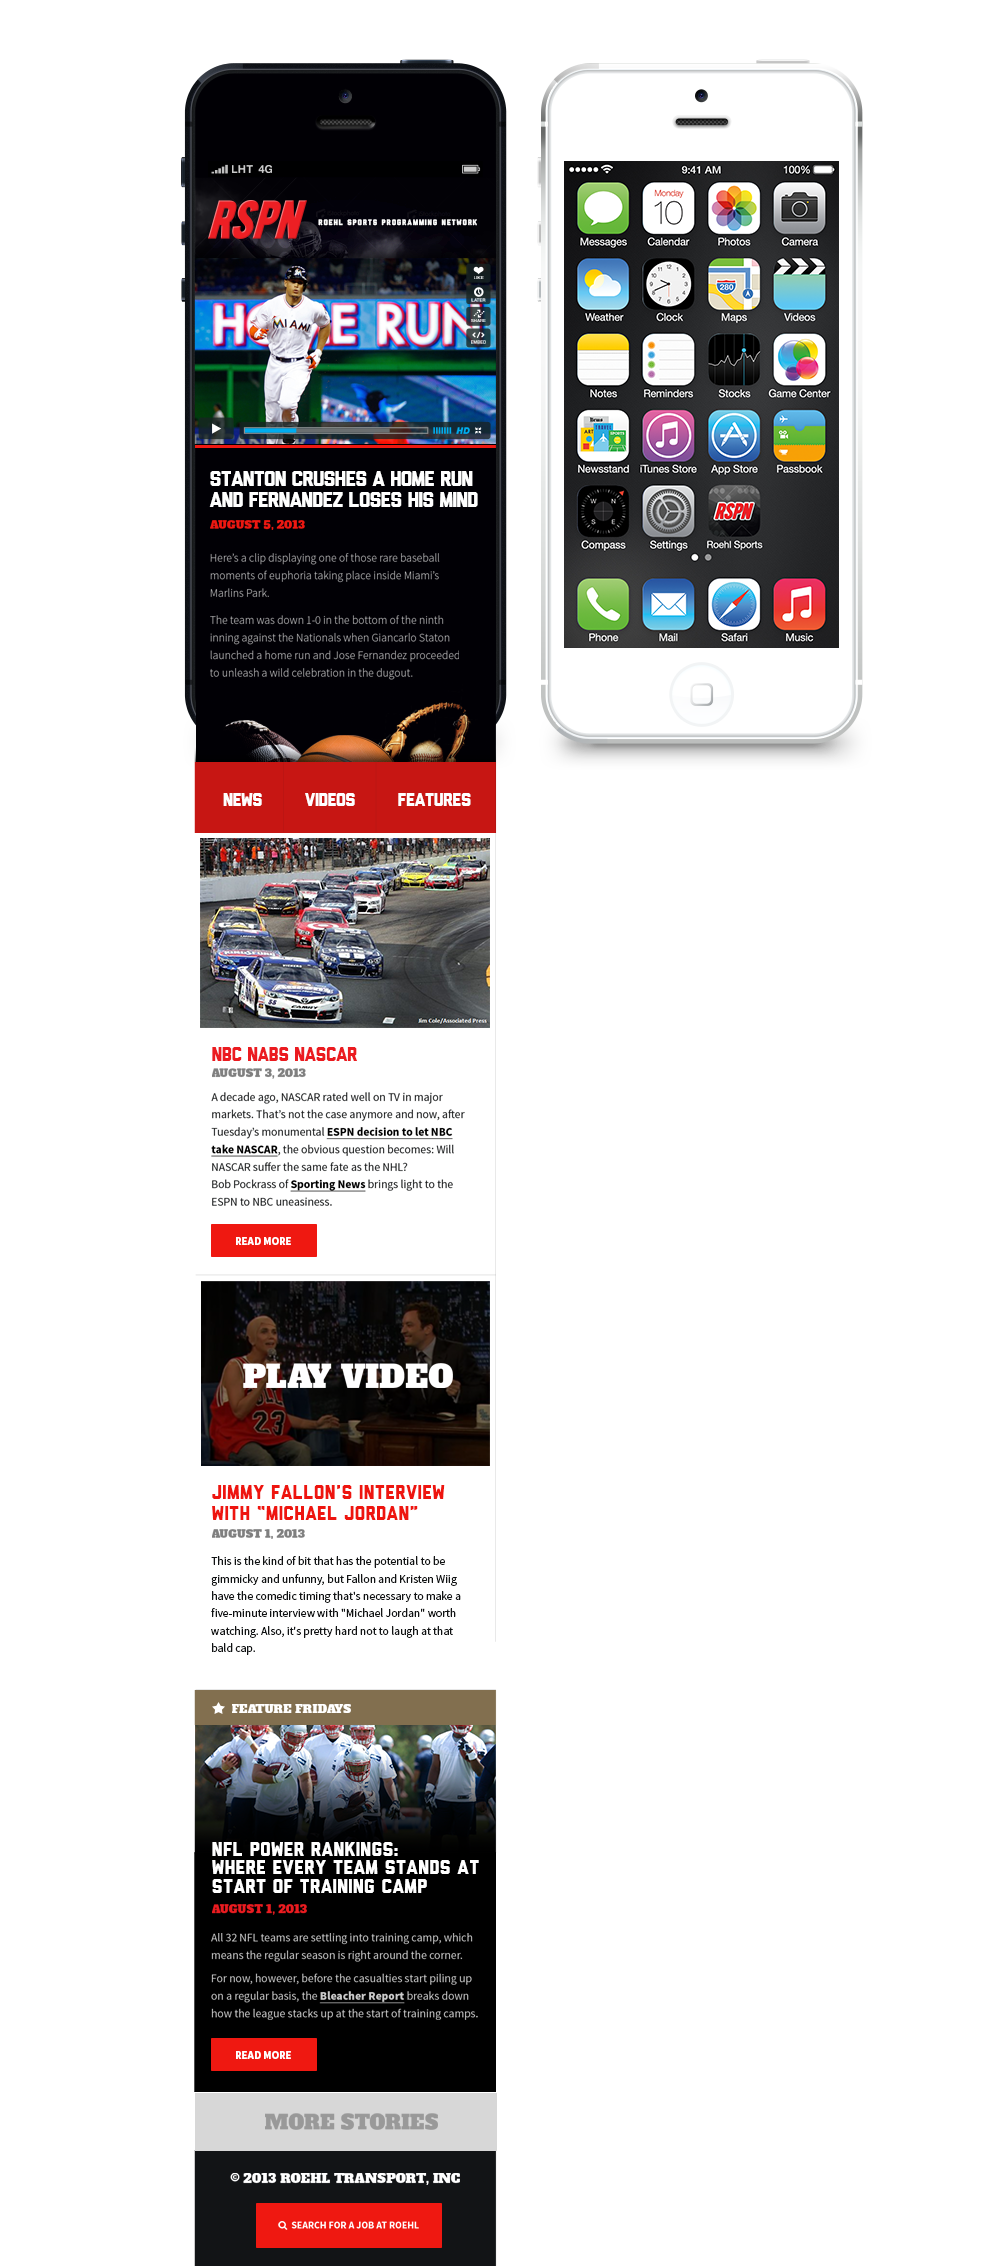 LHT 4G
RSPN
ROEHL SPORTS PROGRAMMING NETWORK
LIKE
LATER
SHARE
EMBED
HOME RUN
MIAMI
HD
STANTON CRUSHES A HOME RUN
AND FERNANDEZ LOSES HIS MIND
AUGUST 5, 2013
Here's a clip displaying one of those rare baseball
moments of euphoria taking place inside Miami's
Marlins Park.
The team was down 1-0 in the bottom of the ninth
inning against the Nationals when Giancarlo Staton
launched a home run and Jose Fernandez proceeded
to unleash a wild celebration in the dugout.
NEWS VIDEOS FEATURES
Jim Cole/Associated Press
NBC NABS NASCAR
AUGUST 3, 2013
A decade ago, NASCAR rated well on TV in major
markets. That's not the case anymore and now, after
Tuesday's monumental ESPN decision to let NBC
take NASCAR, the obvious question becomes: Will
NASCAR suffer the same fate as the NHL?
Bob Pockrass of Sporting News brings light to the
ESPN to NBC uneasiness.
READ MORE
PLAY VIDEO
23
JIMMY FALLON'S INTERVIEW
WITH "MICHAEL JORDAN"
AUGUST 1, 2013
This is the kind of bit that has the potential to be
gimmicky and unfunny, but Fallon and Kristen Wiig
have the comedic timing that's necessary to make a
five-minute interview with "Michael Jordan" worth
watching. Also, it's pretty hard not to laugh at that
bald cap.
FEATURE FRIDAYS
NFL POWER RANKINGS:
WHERE EVERY TEAM STANDS AT
START OF TRAINING CAMP
AUGUST 1, 2013
All 32 NFL teams are settling into training camp, which
means the regular season is right around the corner.
For now, however, before the casualties start piling up
on a regular basis, the Bleacher Report breaks down
how the league stacks up at the start of training camps.
READ MORE
MORE STORIES
© 2013 ROEHL TRANSPORT, INC
SEARCH FOR A JOB AT ROEHL
9:41 AM 100%
Monday
10
Messages Calendar Photos Camera
280
Weather Clock Maps Videos
Notes Reminders Stocks Game Center
Newsstand iTunes Store App Store Passbook
RSPN
Compass Settings Roehl Sports
Phone Mail Safari Music